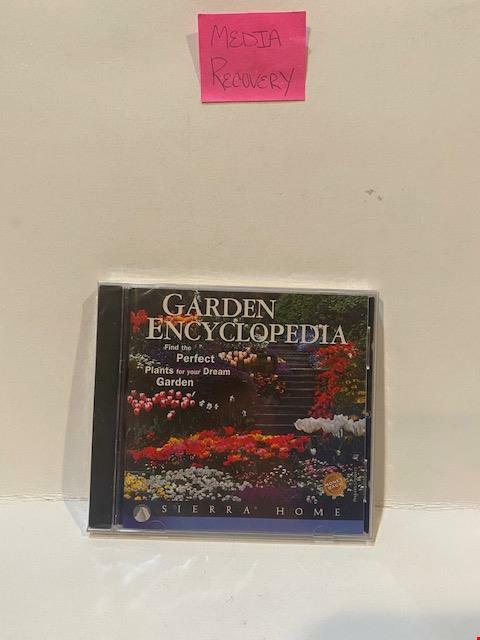 MEDIA
RECOVERY
GARDEN
ENCYCLOPEDIA
Find the
Perfect
Plants for your Dream
Garden
SIERRA HOME